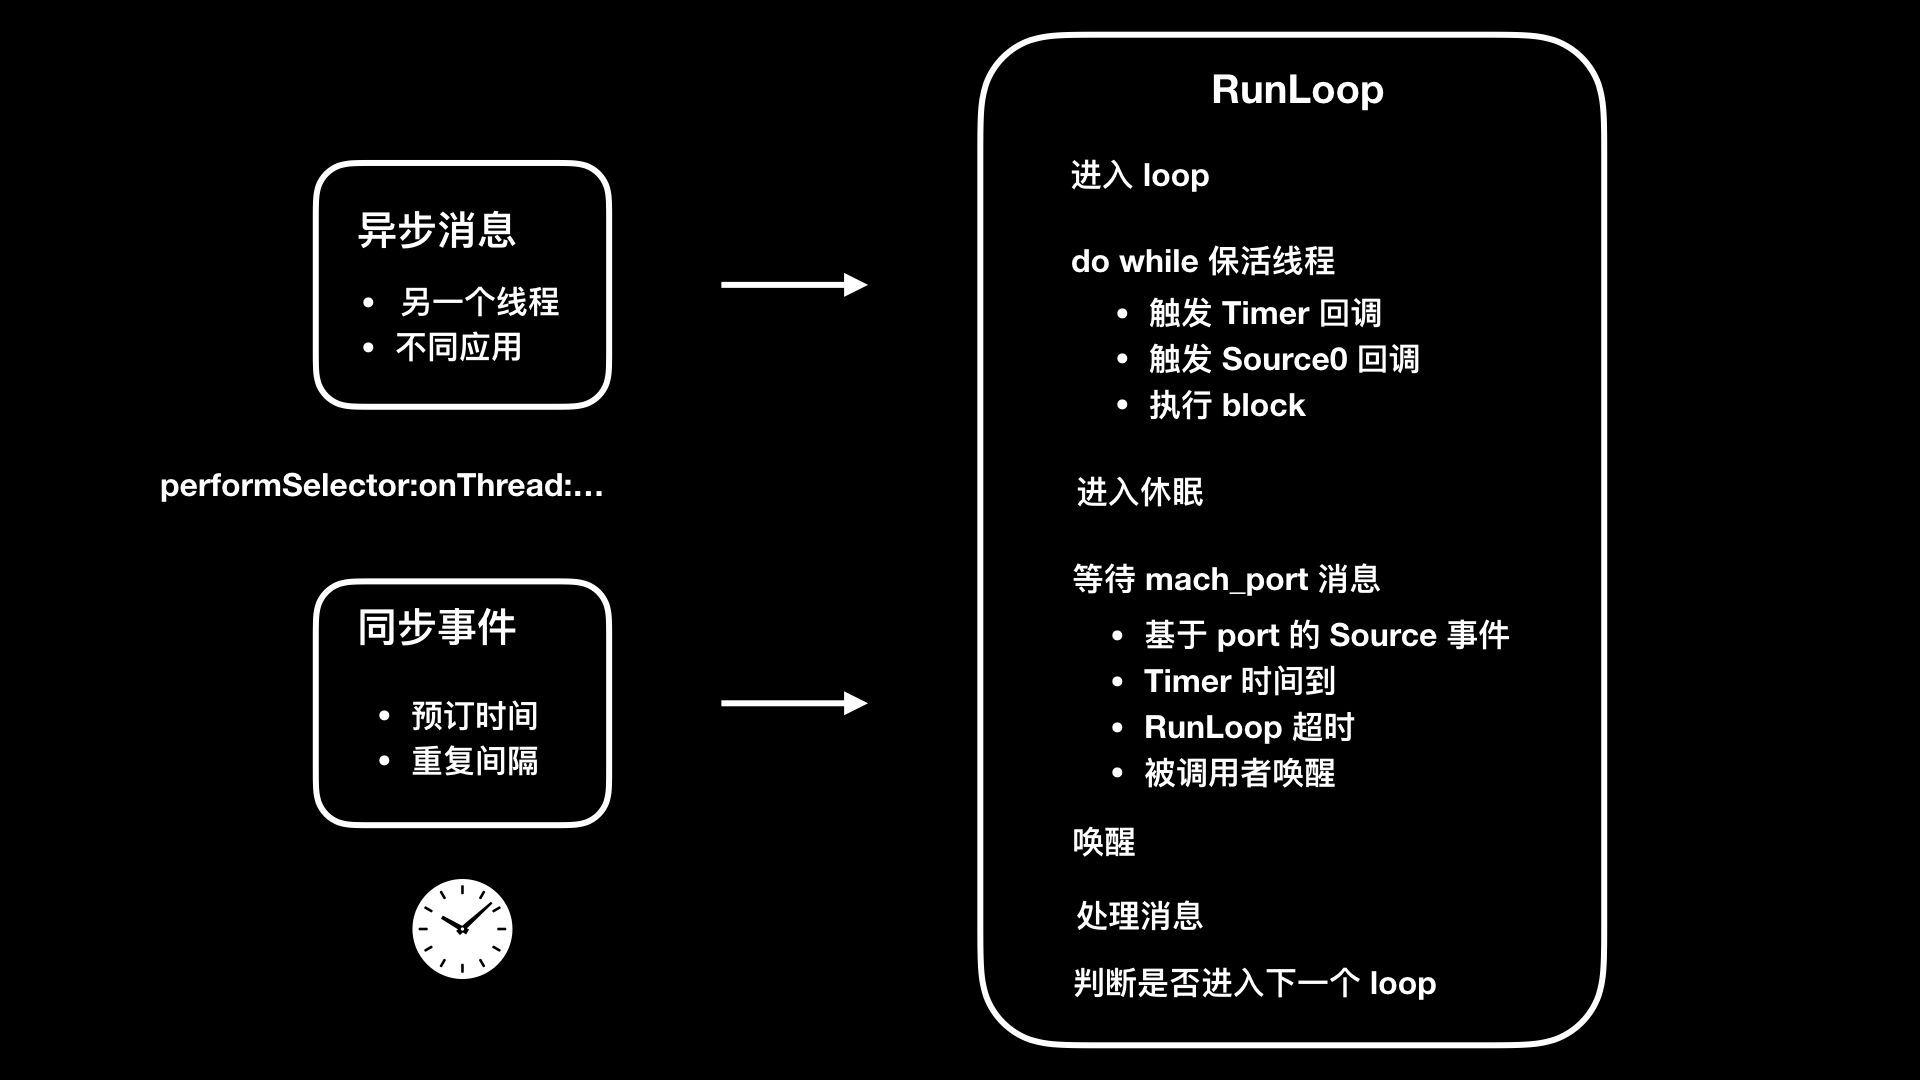 异步消息
• 另一个线程
• 不同应用
performSelector:onThread:...
同步事件
• 预订时间
• 重复间隔
RunLoop
进入 loop
do while 保活线程
• 触发 Timer 回调
• 触发 Source0 回调
• 执行 block
进入休眠
等待 mach_port 消息
• 基于 port 的 Source 事件
• Timer 时间到
• RunLoop 超时
• 被调用者唤醒
唤醒
处理消息
判断是否进入下一个 loop